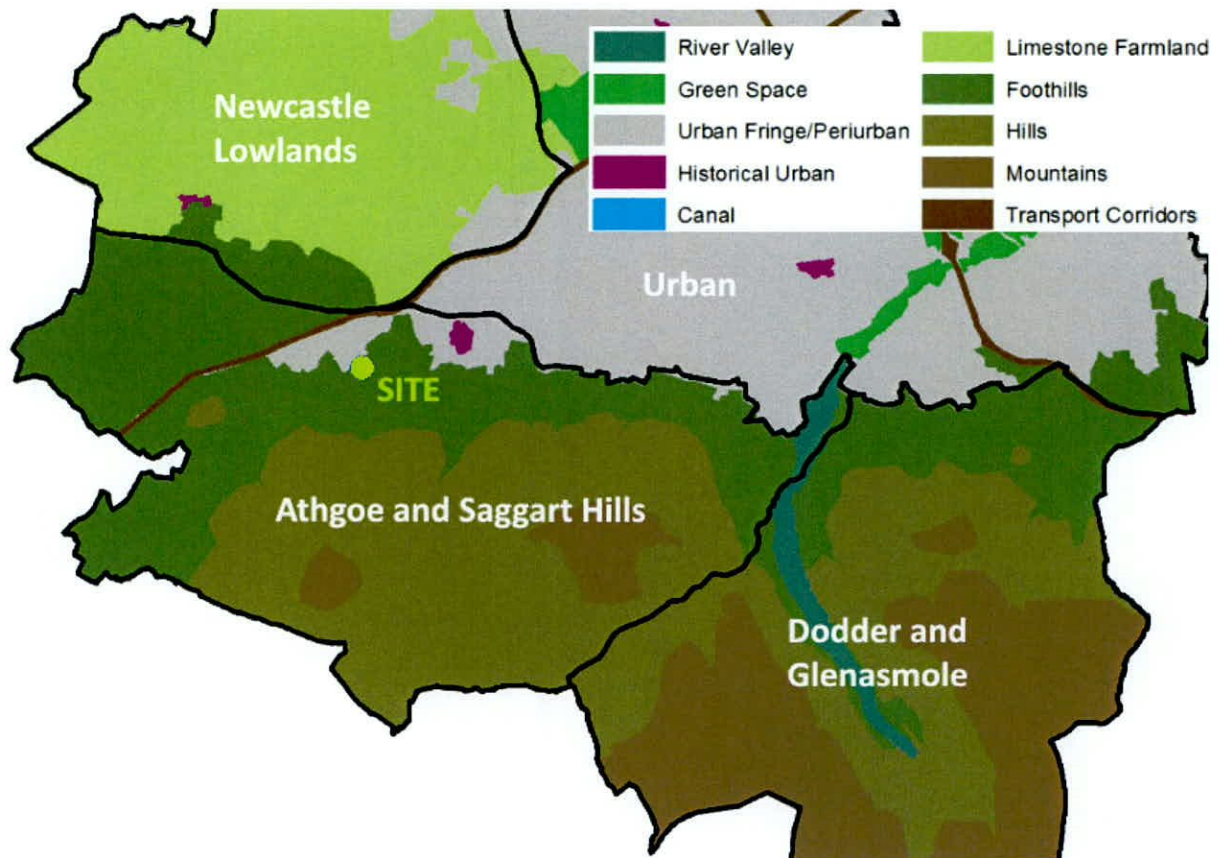 River Valley
Green Space
Urban Fringe/Periurban
Historical Urban
Canal
Limestone Farmland
Foothills
Hills
Mountains
Transport Corridors
Newcastle
Lowlands
Urban
SITE
Athgoe and Saggart Hills
Dodder and
Glenasmole